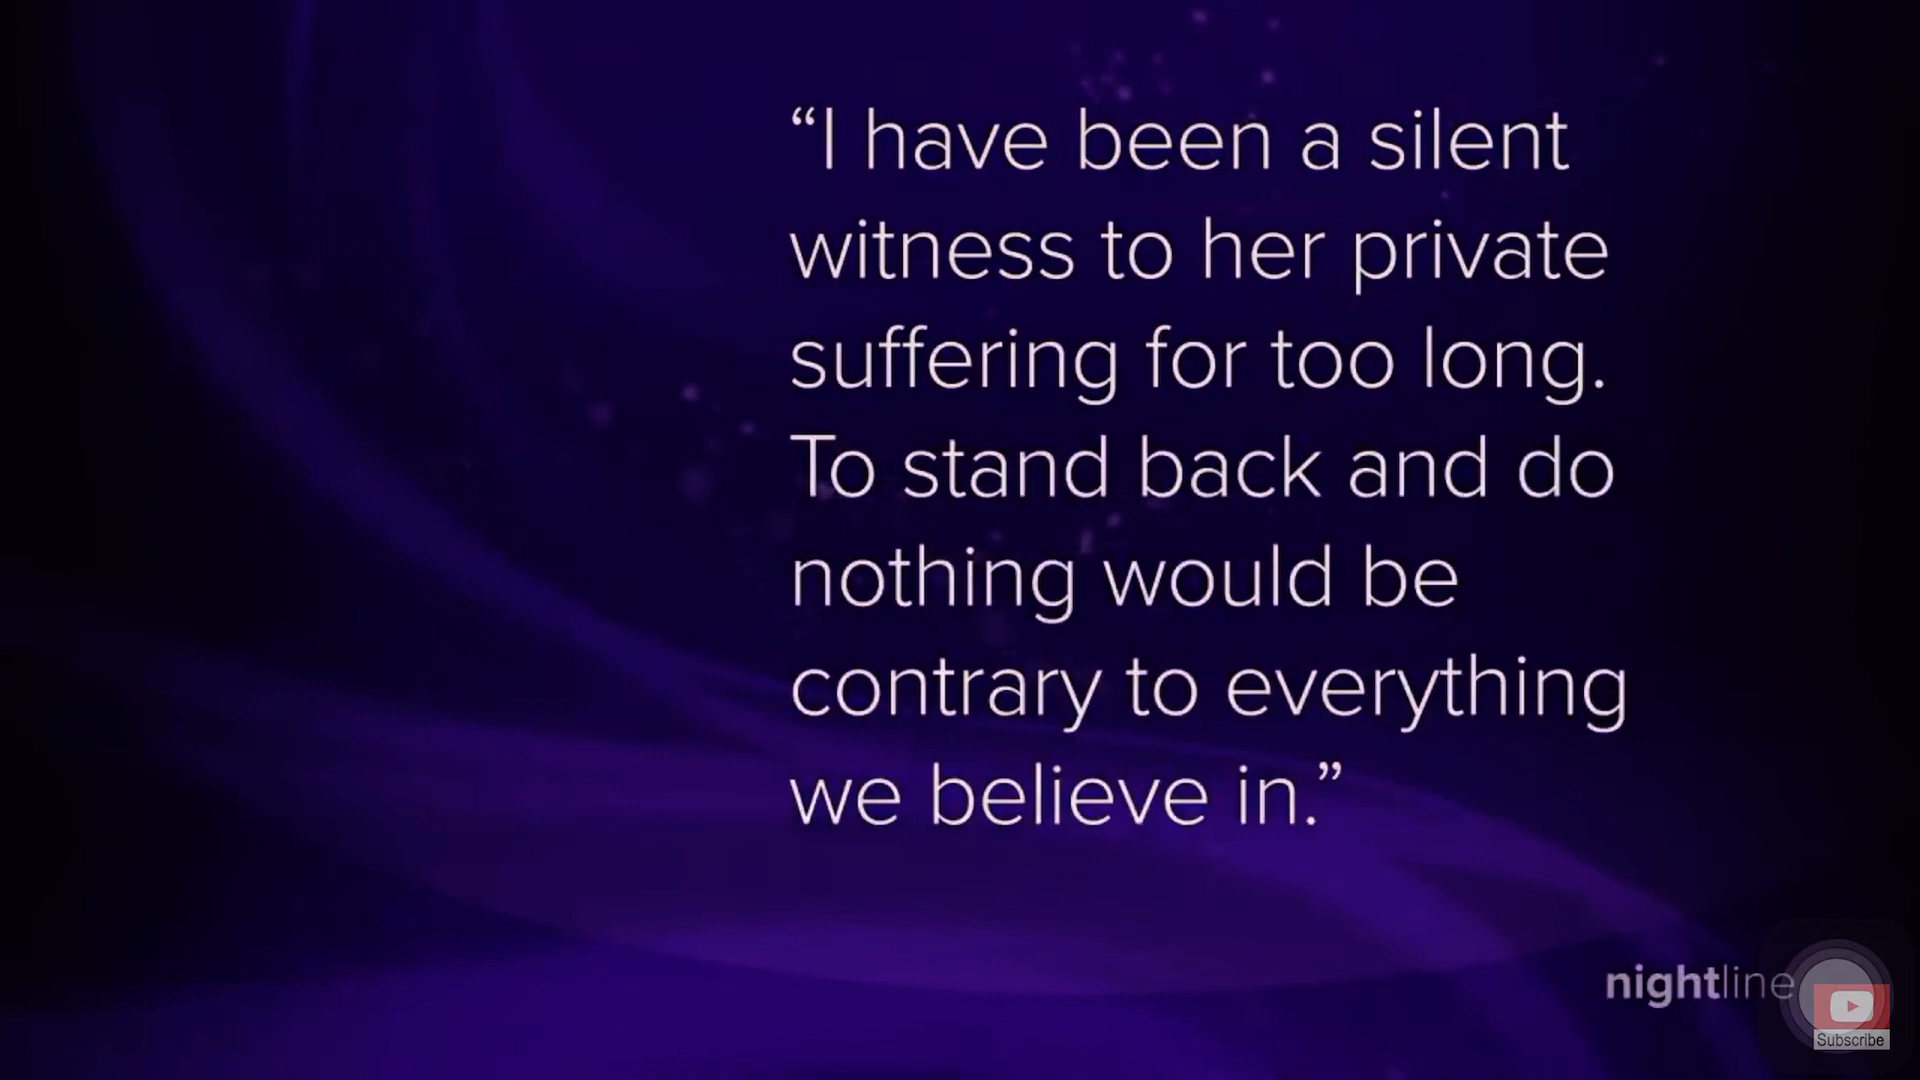 “I have been a silent
witness to her private
suffering for too long.
To stand back and do
nothing would be
contrary to everything
we believe in.”
nightline
Subscribe